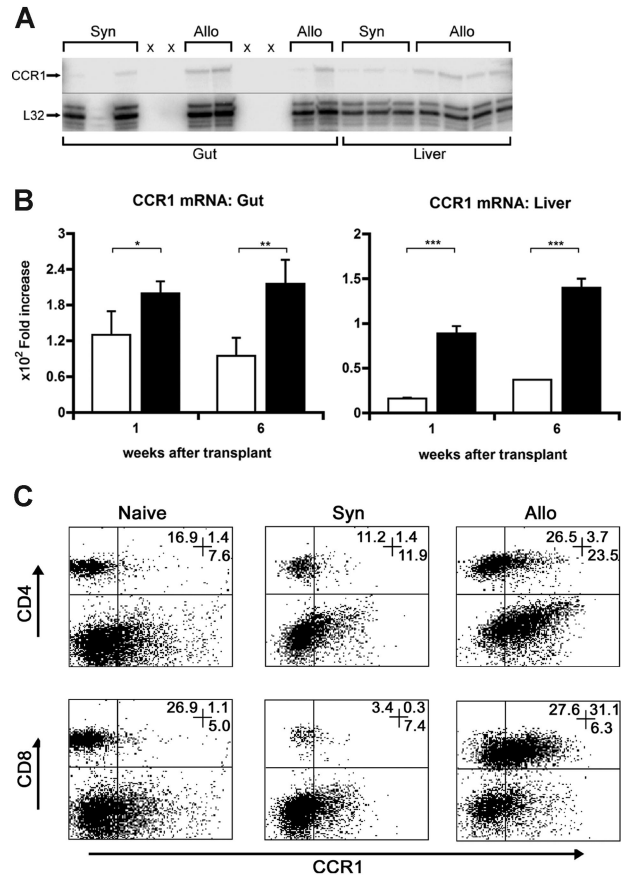 A
Syn x x Allo x x Allo Syn Allo
CCR1
L32
Gut Liver
B
CCR1 mRNA: Gut
x10² Fold increase
3
2.4
1.8
1.2
0.6
0
* **
1 6
weeks after transplant
CCR1 mRNA: Liver
2
1.5
1
0.5
0
*** ***
1 6
weeks after transplant
C
Naive Syn Allo
CD4
16.9 1.4
7.6
11.2 1.4
11.9
26.5 3.7
23.5
CD8
26.9 1.1
5.0
3.4 0.3
7.4
27.6 31.1
6.3
CCR1